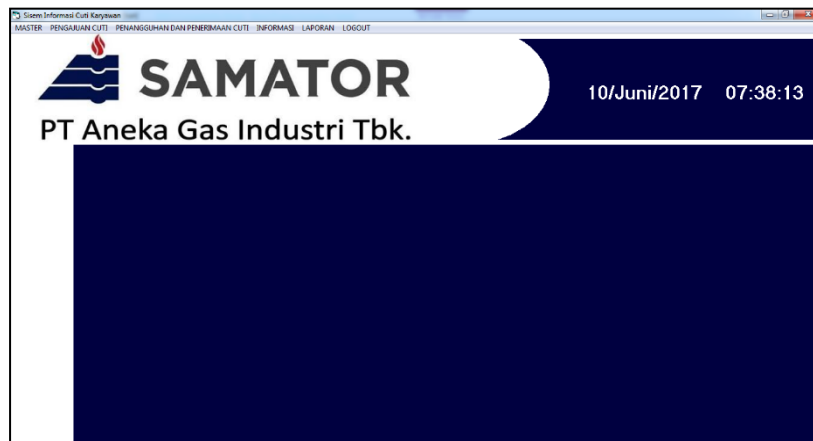 Sisem Informasi Cuti Karyawan
MASTER PENGAJUAN CUTI PENANGGUHAN DAN PENERIMAAN CUTI INFORMASI LAPORAN LOGOUT
SAMATOR
10/Juni/2017 07:38:13
PT Aneka Gas Industri Tbk.